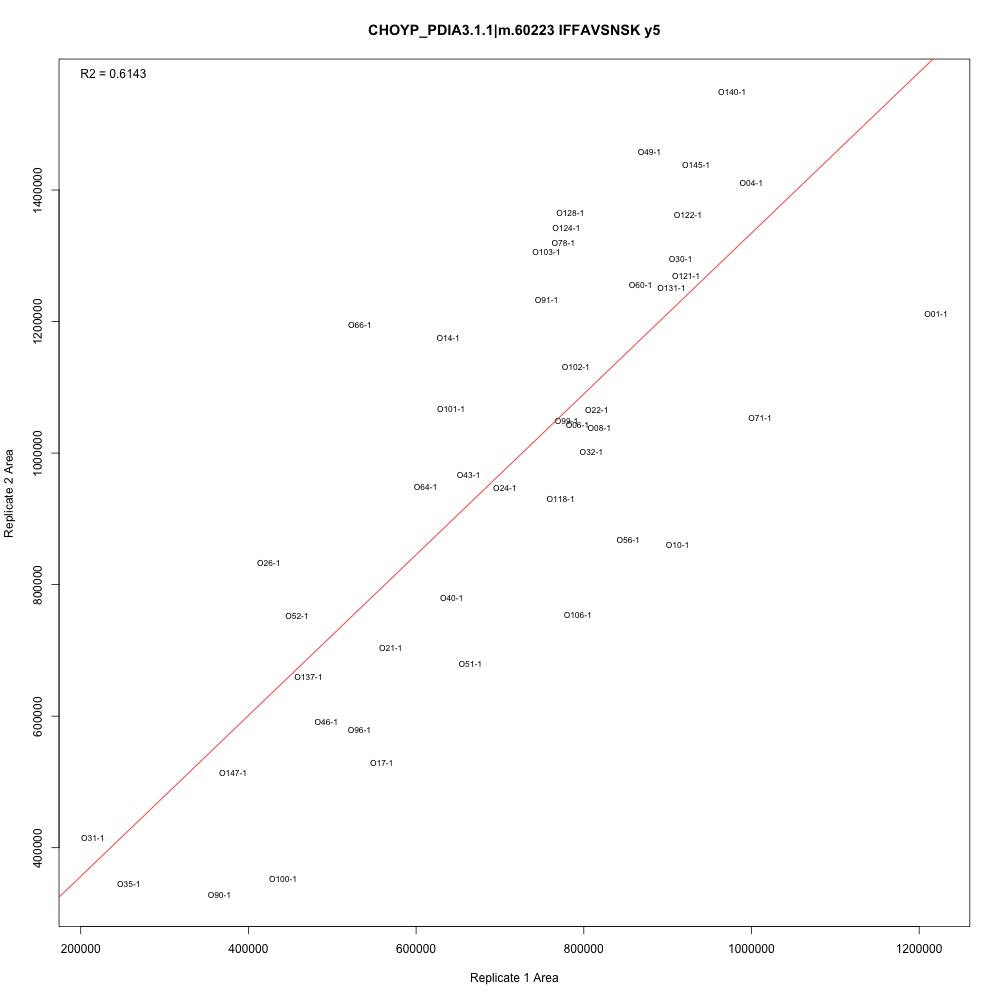 CHOYP_PDIA3.1.1|m.60223 IFFAVSNSK y5
R2 = 0.6143
O140-1
O49-1
O145-1
O04-1
O128-1
O122-1
O124-1
O78-1
O103-1
O30-1
O121-1
O60-1
O131-1
O91-1
O01-1
O66-1
O14-1
O102-1
O101-1
O22-1
O71-1
O99-1
O06-1
O08-1
O32-1
O43-1
O64-1
O24-1
O118-1
O56-1
O10-1
O26-1
O40-1
O52-1
O106-1
O21-1
O51-1
O137-1
O46-1
O96-1
O17-1
O147-1
O31-1
O100-1
O35-1
O90-1
1400000
1200000
1000000
800000
600000
400000
Replicate 2 Area
200000 400000 600000 800000 1000000 1200000
Replicate 1 Area